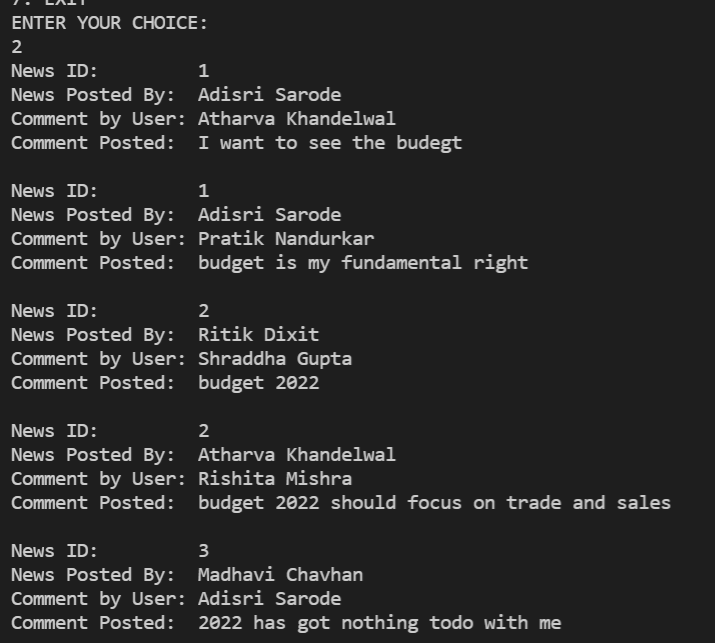 7. EXIT
ENTER YOUR CHOICE:
2
News ID: 1
News Posted By: Adisri Sarode
Comment by User: Atharva Khandelwal
Comment Posted: I want to see the budegt
News ID: 1
News Posted By: Adisri Sarode
Comment by User: Pratik Nandurkar
Comment Posted: budget is my fundamental right
News ID: 2
News Posted By: Ritik Dixit
Comment by User: Shraddha Gupta
Comment Posted: budget 2022
News ID: 2
News Posted By: Atharva Khandelwal
Comment by User: Rishita Mishra
Comment Posted: budget 2022 should focus on trade and sales
News ID: 3
News Posted By: Madhavi Chavhan
Comment by User: Adisri Sarode
Comment Posted: 2022 has got nothing todo with me